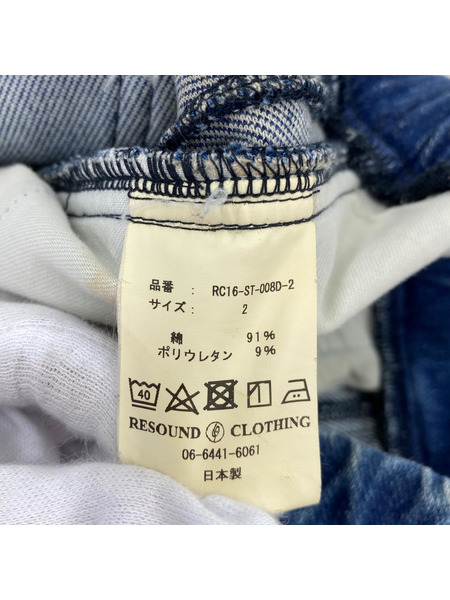 品番 : RC16-ST-008D-2
サイズ : 2
綿 91%
ポリウレタン 9%
40
RESOUND CLOTHING
06-6441-6061
日本製